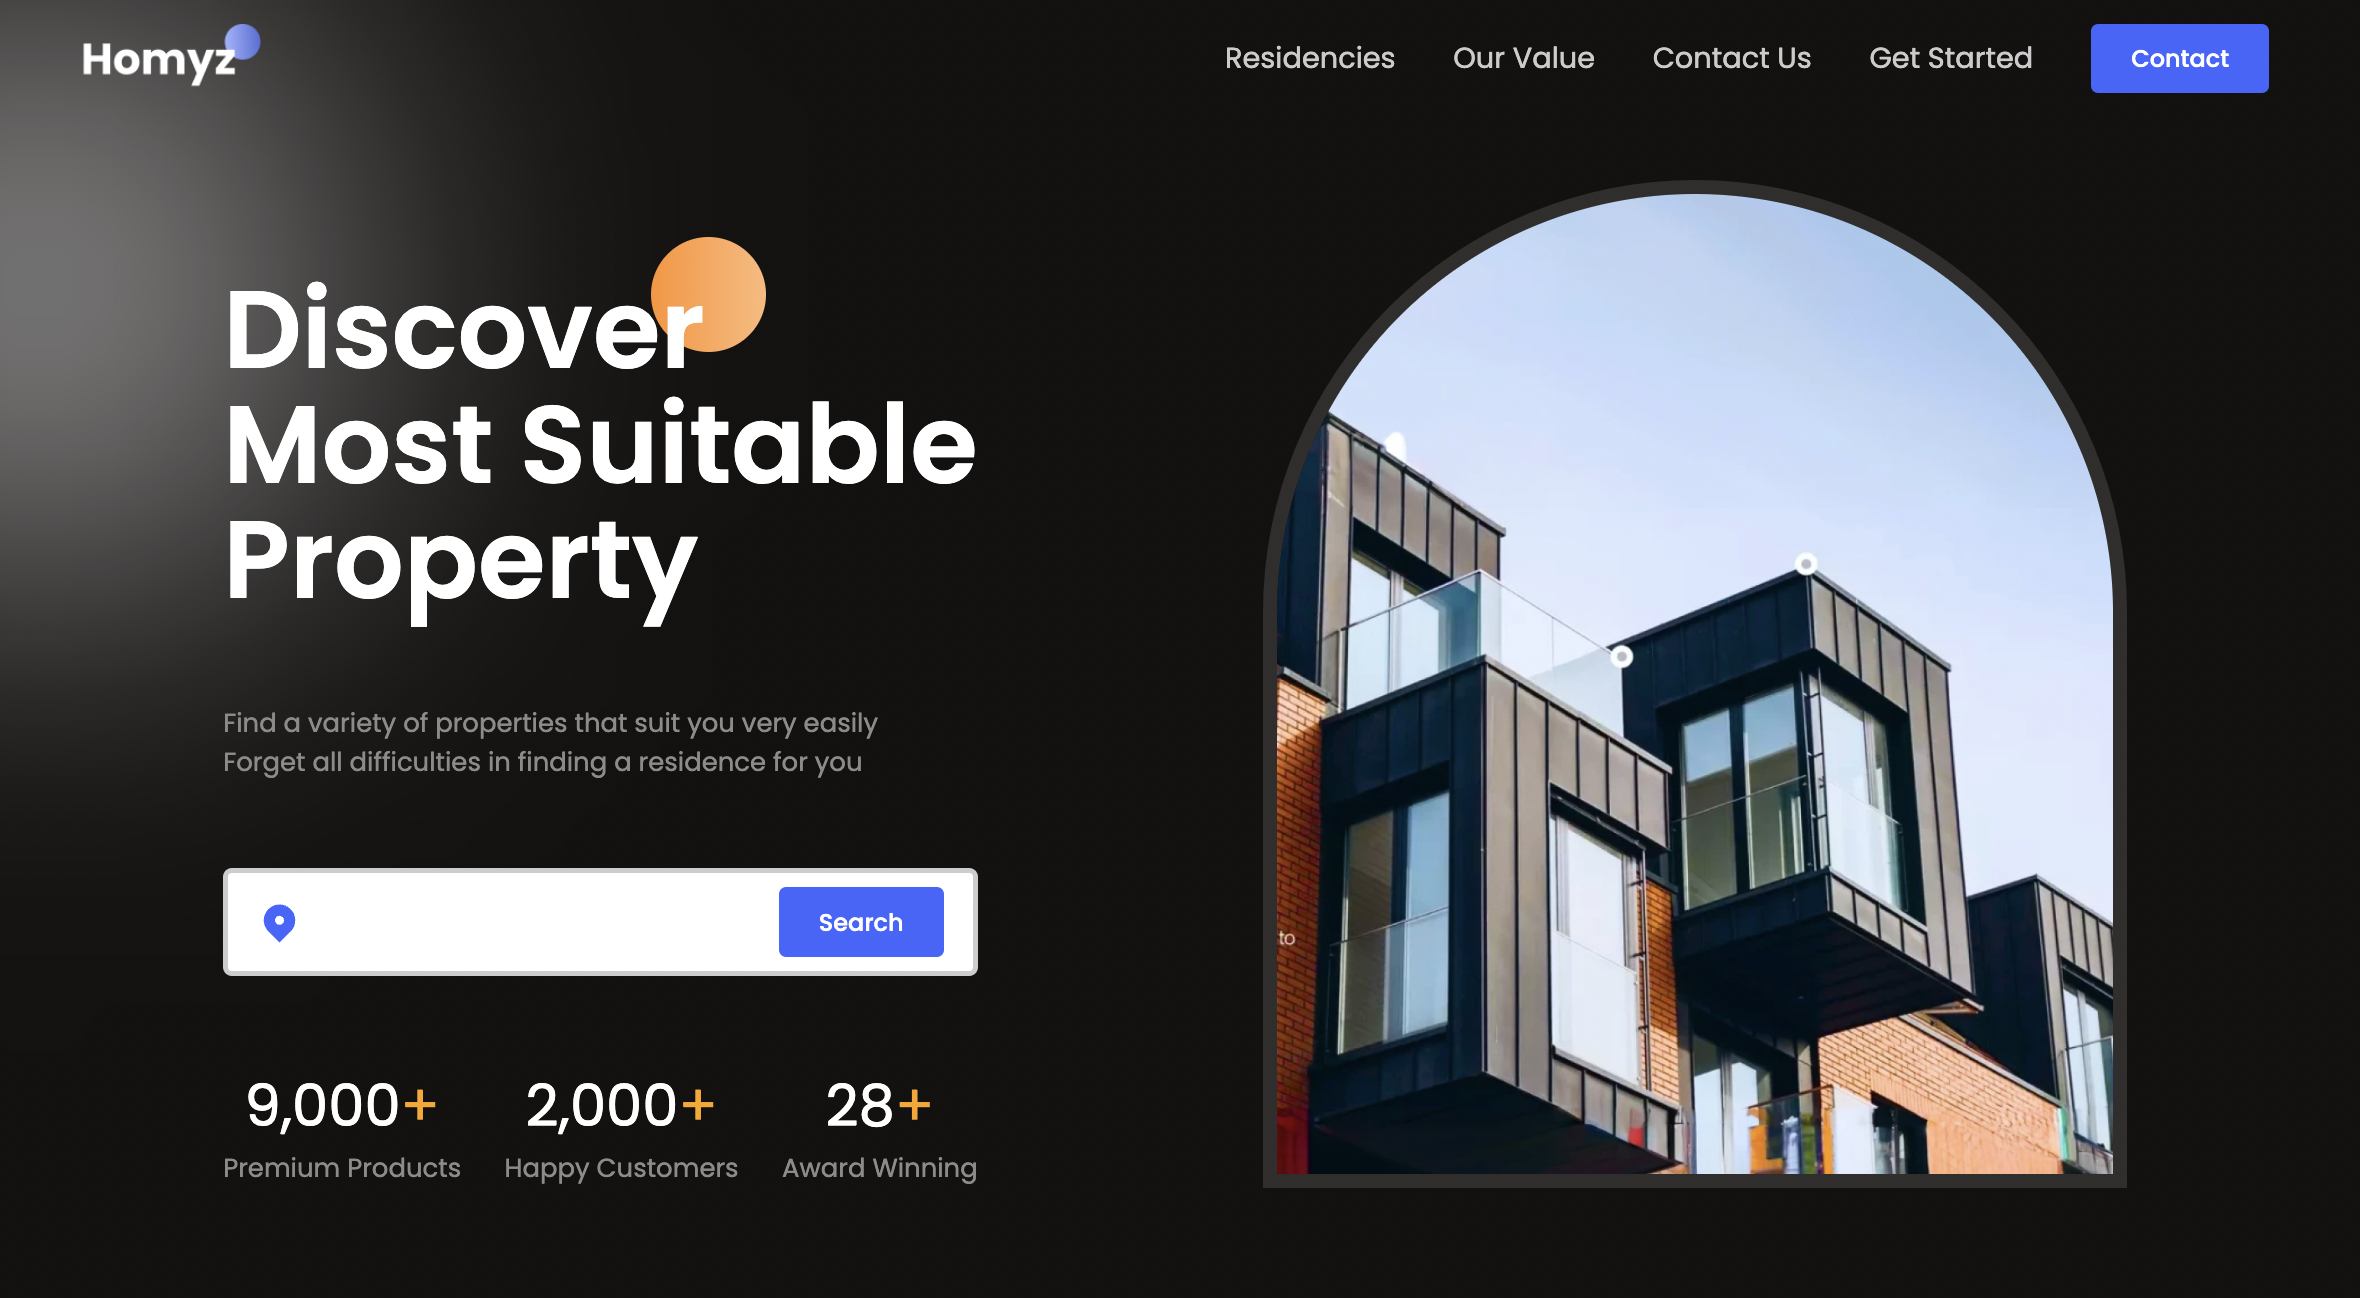 Homyz
Residencies
Our Value
Contact Us
Get Started
Contact
Discover
Most Suitable
Property
Find a variety of properties that suit you very easily
Forget all difficulties in finding a residence for you
Search
9,000+
2,000+
28+
Premium Products
Happy Customers
Award Winning
to